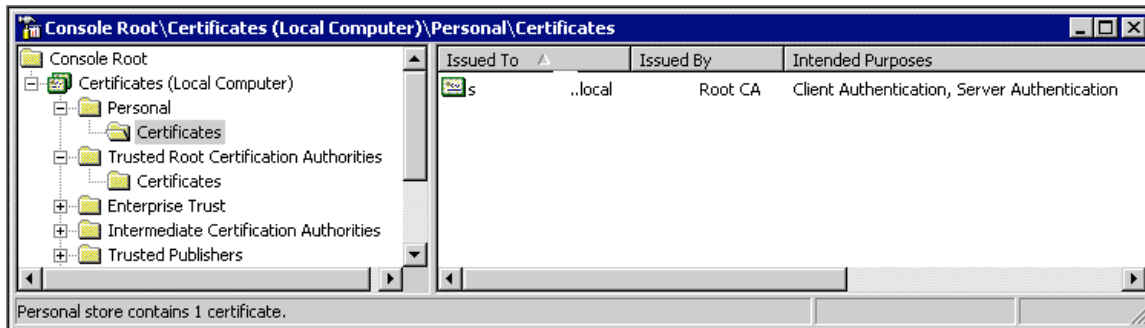 Console Root\Certificates (Local Computer)\Personal\Certificates
Console Root
Certificates (Local Computer)
Personal
Certificates
Trusted Root Certification Authorities
Certificates
Enterprise Trust
Intermediate Certification Authorities
Trusted Publishers
Issued To Issued By Intended Purposes
s ..local Root CA Client Authentication, Server Authentication
Personal store contains 1 certificate.